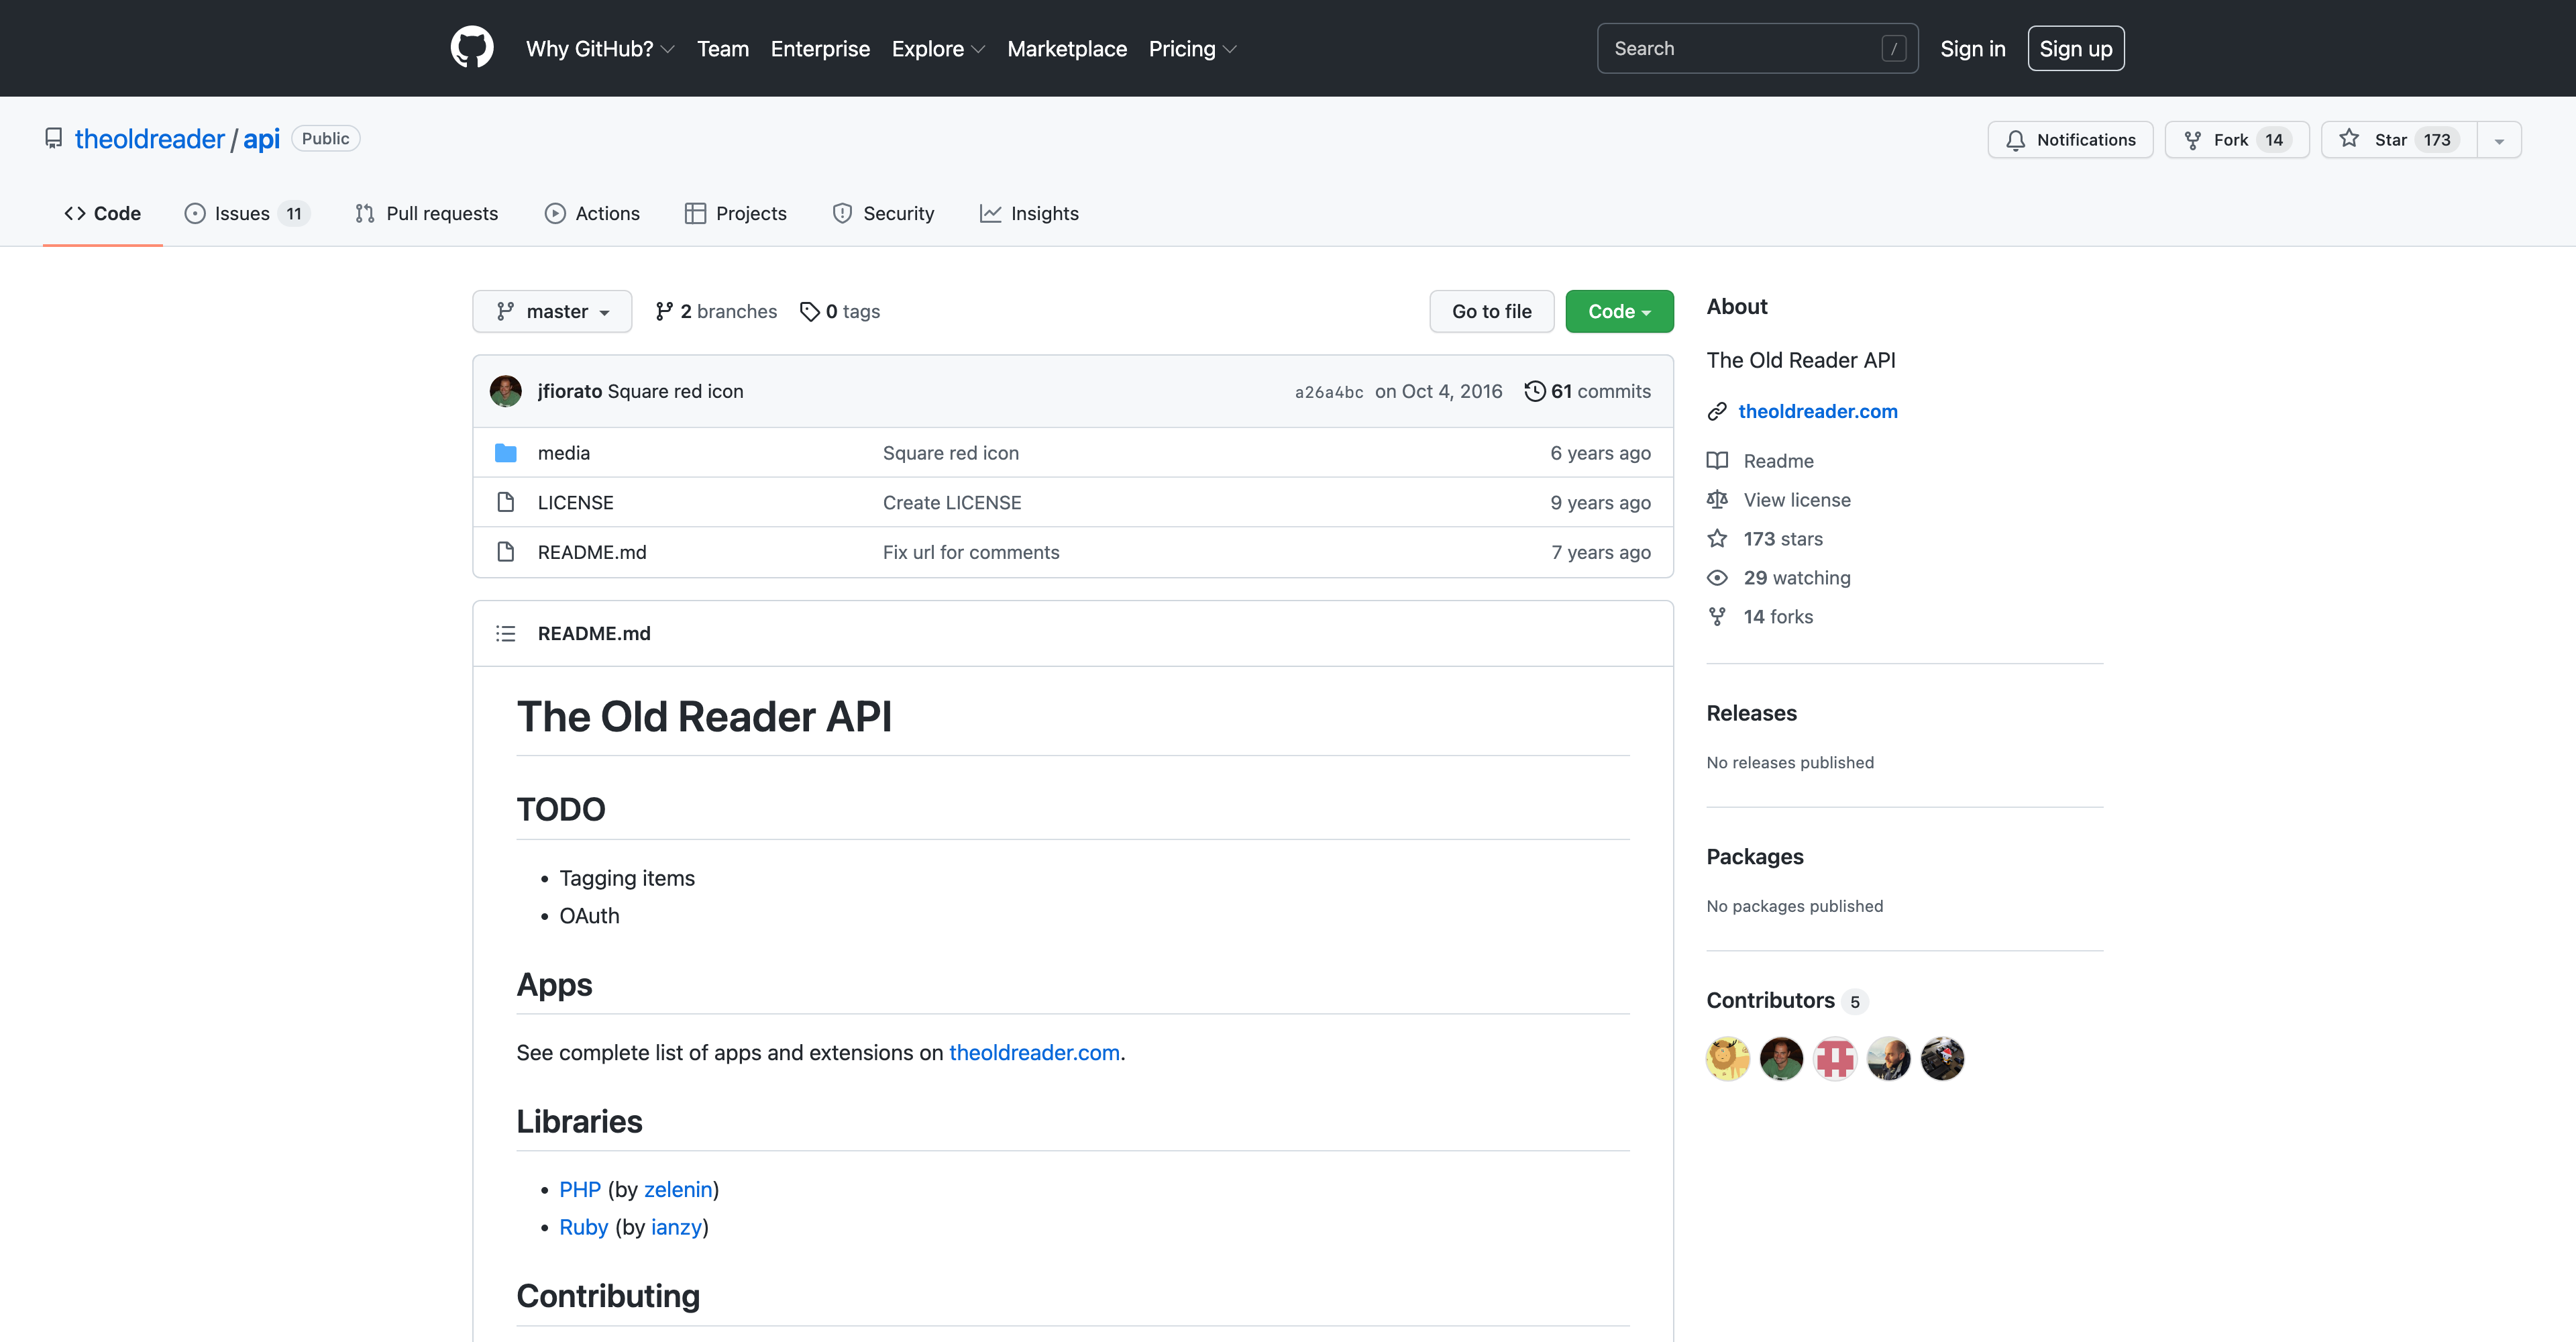 Why GitHub? Team Enterprise Explore Marketplace Pricing Search / Sign in Sign up
theoldreader / api Public Notifications Fork 14 Star 173
Code Issues 11 Pull requests Actions Projects Security Insights
master 2 branches 0 tags Go to file Code
jfiorato Square red icon a26a4bc on Oct 4, 2016 61 commits
media Square red icon 6 years ago
LICENSE Create LICENSE 9 years ago
README.md Fix url for comments 7 years ago
README.md
The Old Reader API
TODO
• Tagging items
• OAuth
Apps
See complete list of apps and extensions on theoldreader.com.
Libraries
• PHP (by zelenin)
• Ruby (by ianzy)
Contributing
About
The Old Reader API
theoldreader.com
Readme
View license
173 stars
29 watching
14 forks
Releases
No releases published
Packages
No packages published
Contributors 5